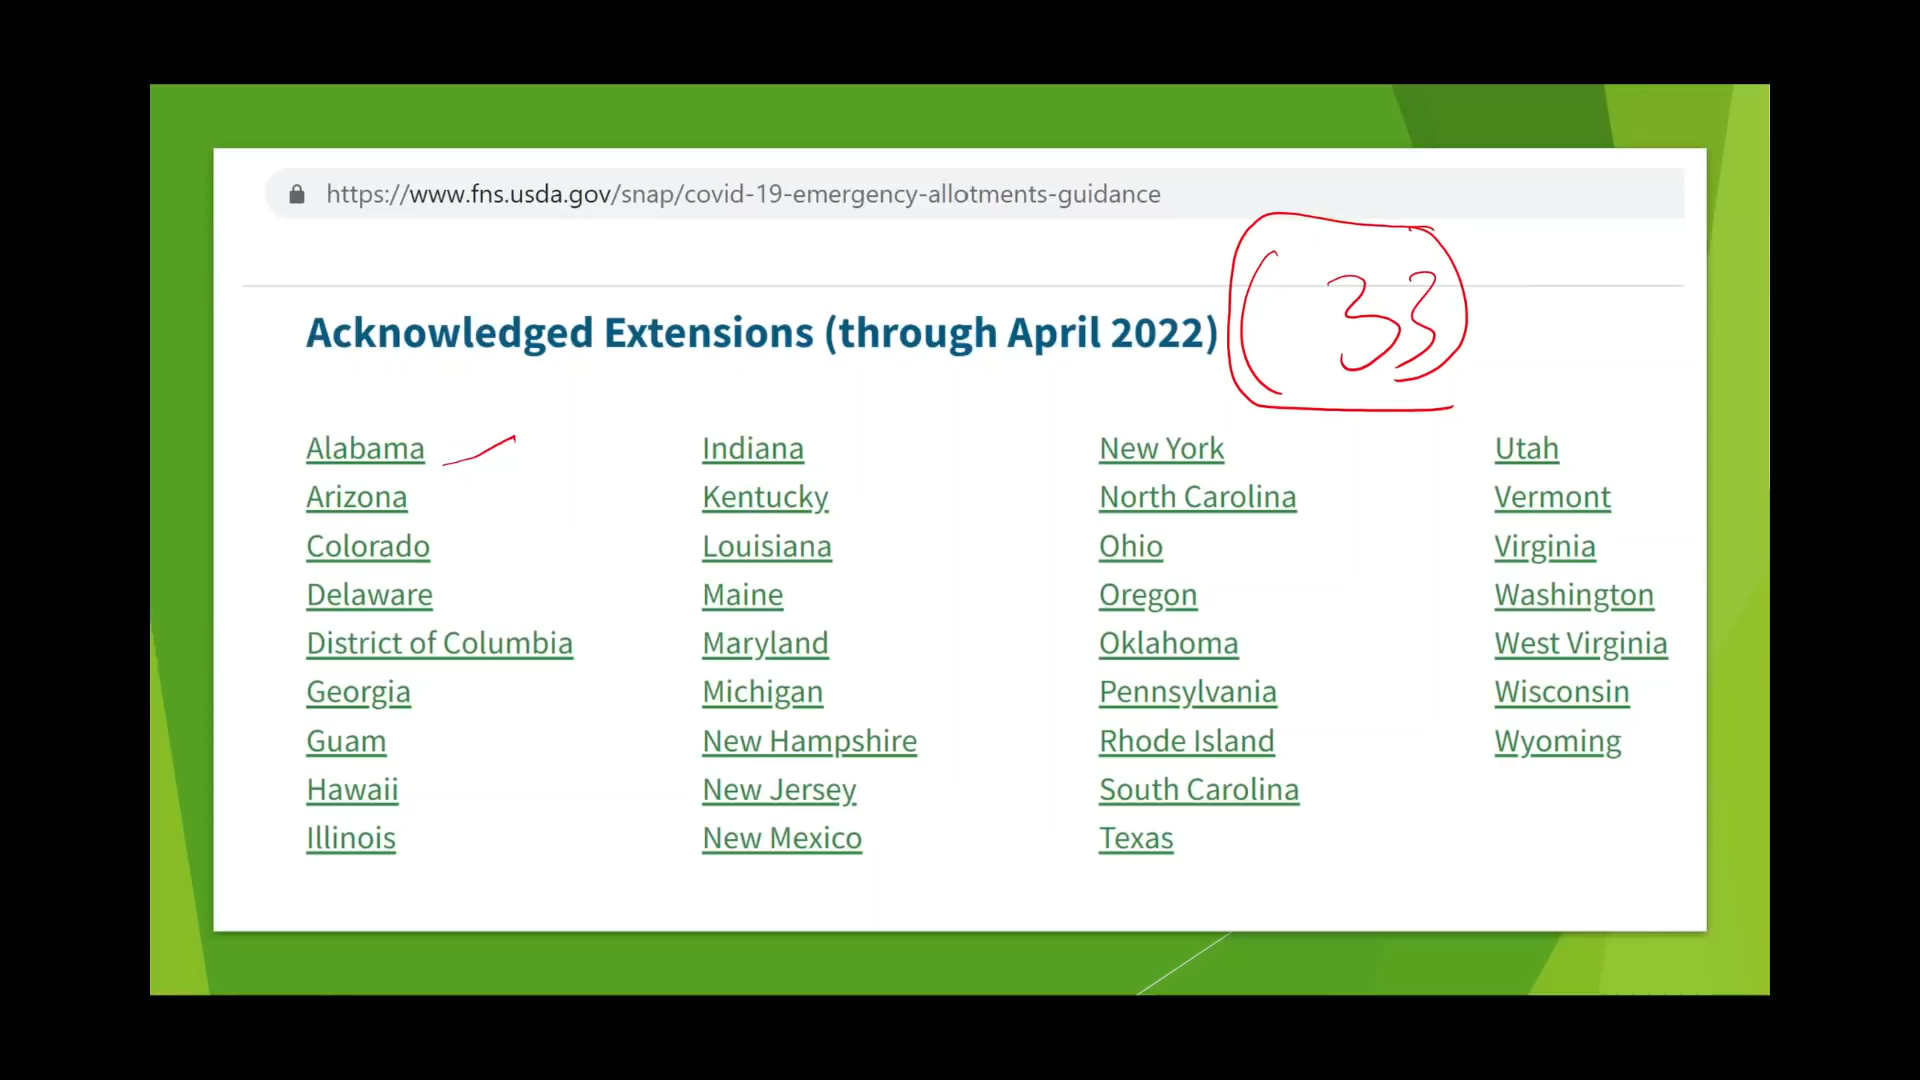 https://www.fns.usda.gov/snap/covid-19-emergency-allotments-guidance
Acknowledged Extensions (through April 2022)
33
Alabama
Arizona
Colorado
Delaware
District of Columbia
Georgia
Guam
Hawaii
Illinois
Indiana
Kentucky
Louisiana
Maine
Maryland
Michigan
New Hampshire
New Jersey
New Mexico
New York
North Carolina
Ohio
Oregon
Oklahoma
Pennsylvania
Rhode Island
South Carolina
Texas
Utah
Vermont
Virginia
Washington
West Virginia
Wisconsin
Wyoming